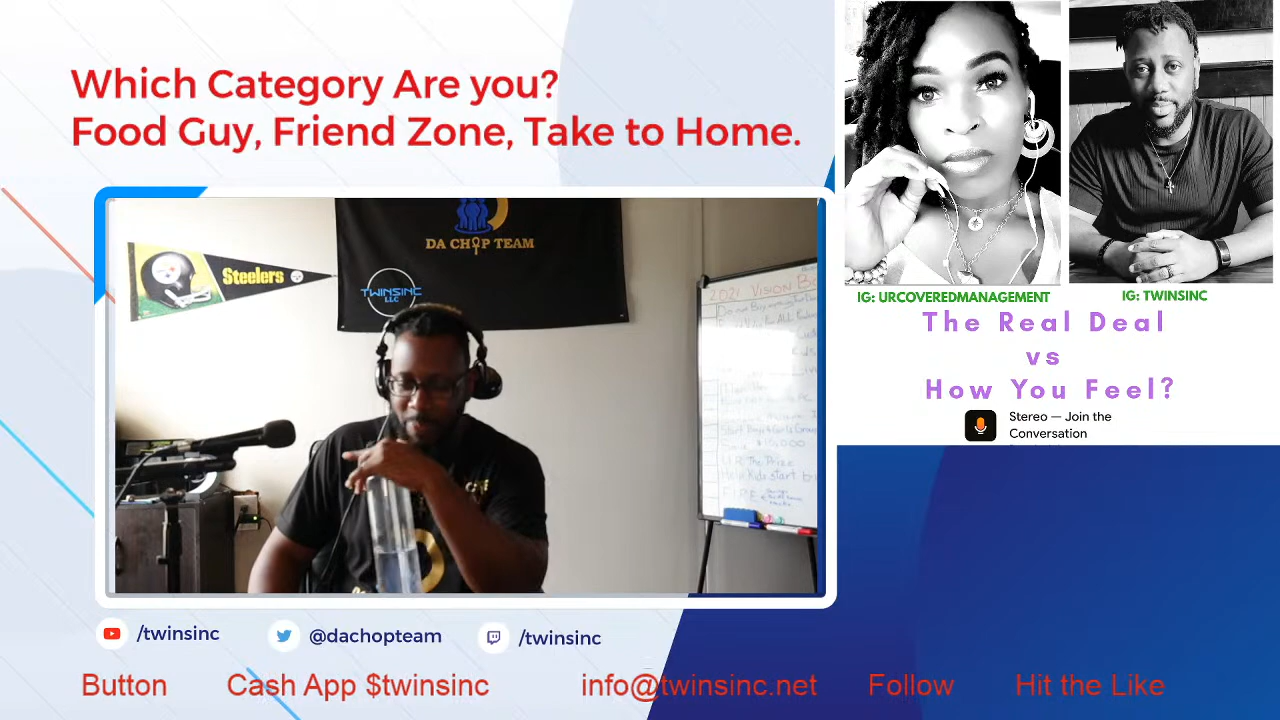 Which Category Are you?
Food Guy, Friend Zone, Take to Home.
DA CHOP TEAM
Steelers
TWINSINC
LLC
2021 VISION
IG: URCOVEREDMANAGEMENT
IG: TWINSINC
The Real Deal
vs
How You Feel?
Stereo — Join the
Conversation
/twinsinc
@dachopteam
/twinsinc
Button
Cash App $twinsinc
info@twinsinc.net
Follow
Hit the Like